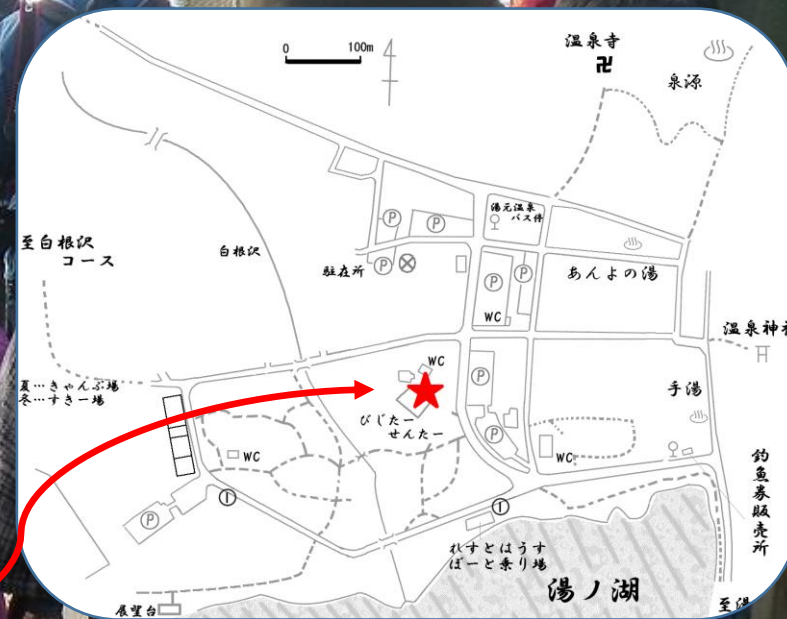 0 100m
温泉寺
卍
泉源
湯元温泉
バス停
P
P
至白根沢
コース
白根沢
駐在所
P
あんよの湯
P
P
WC
温泉神社
WC
夏…きゃんぷ場
冬…すきー場
P
手湯
びじたー
せんたー
P
WC
WC
釣魚券販売所
P
れすとはうす
ぼーと乗り場
湯ノ湖
展望台
至湯